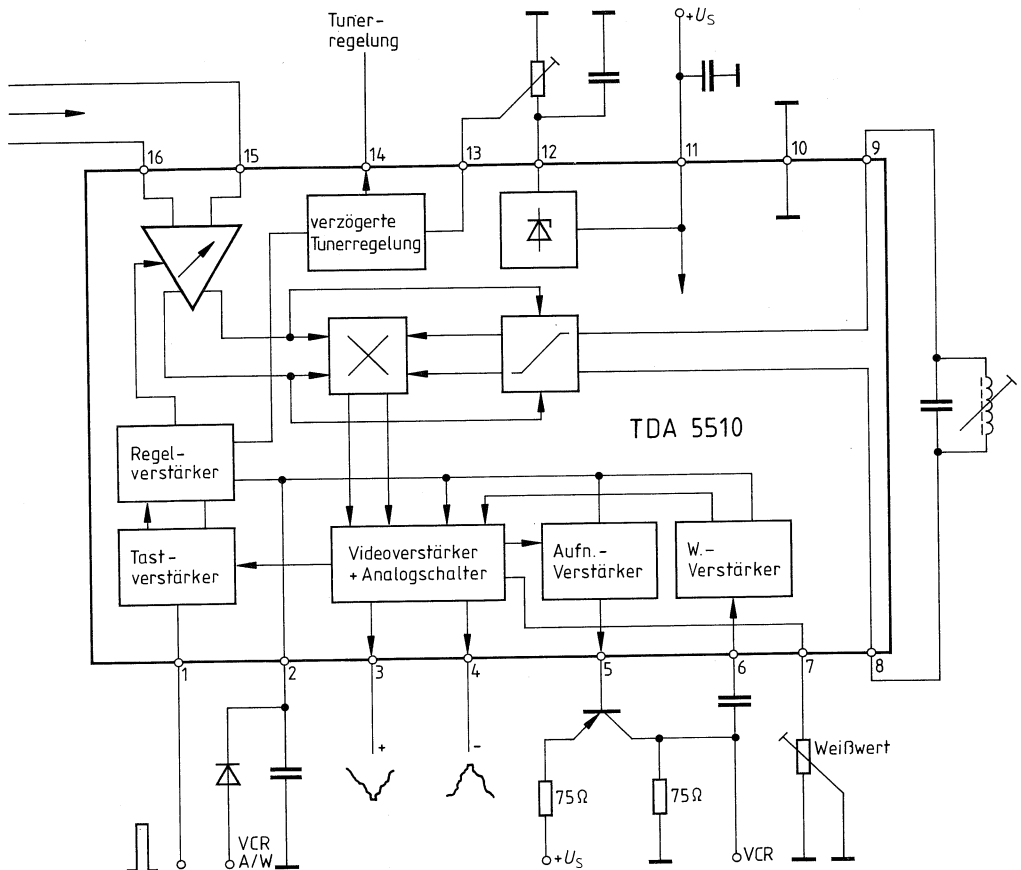 Tuner-
regelung
+U_S
16
15
14
13
12
11
10
9
verzögerte
Tunerregelung
TDA 5510
Regel-
verstärker
Tast-
verstärker
Videoverstärker
+ Analogschalter
Aufn.-
Verstärker
W.-
Verstärker
1
2
3
4
5
6
7
8
+
-
Weißwert
75Ω
75Ω
VCR
A/W
+U_S
VCR